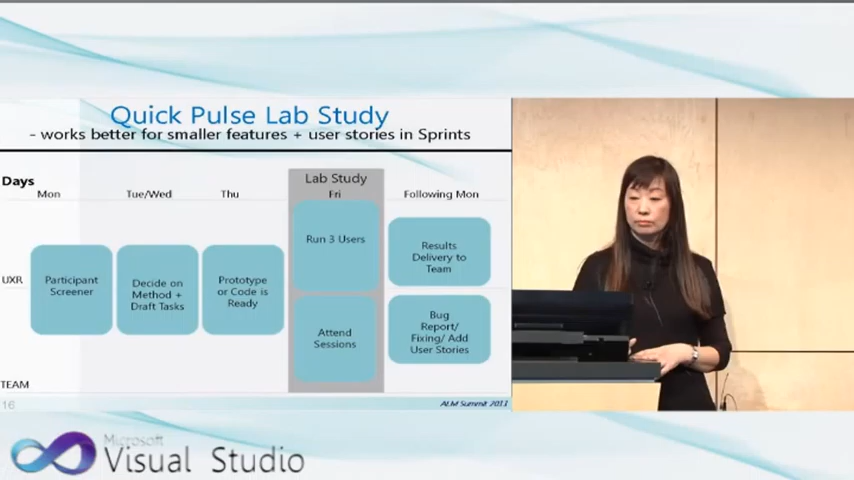 Quick Pulse Lab Study
- works better for smaller features + user stories in Sprints
Days
Lab Study
Mon
Tue/Wed
Thu
Fri
Following Mon
UXR
Participant
Screener
Decide on
Method +
Draft Tasks
Prototype
or Code is
Ready
Run 3 Users
Results
Delivery to
Team
Attend
Sessions
Bug
Report/
Fixing/ Add
User Stories
TEAM
16
ALM Summit 2011
Microsoft
Visual Studio